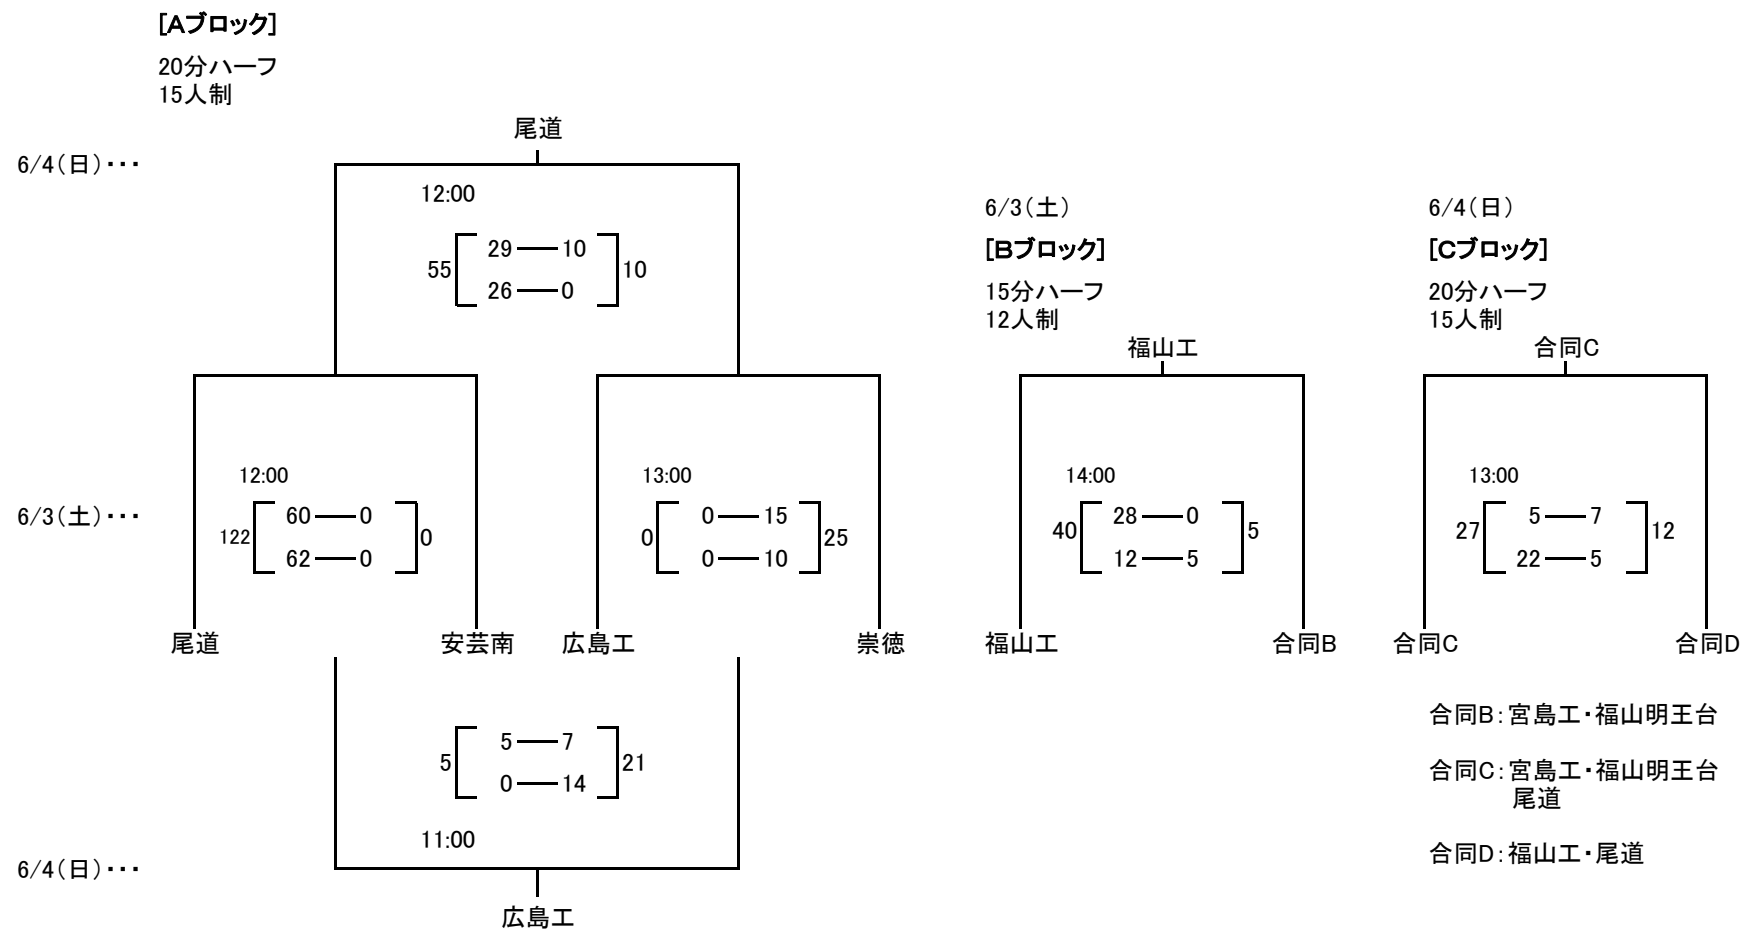 [Aブロック]
20分ハーフ
15人制
尾道
6/4(日)･･･
12:00
29 10
55 10
26 0
6/3(土)
[Bブロック]
15分ハーフ
12人制
福山工
6/4(日)
[Cブロック]
20分ハーフ
15人制
合同C
6/3(土)･･･
12:00
60 0
122 0
62 0
13:00
0 15
0 25
0 10
14:00
28 0
40 5
12 5
13:00
5 7
27 12
22 5
尾道 安芸南 広島工 崇徳 福山工 合同B 合同C 合同D
5 7
5 21
0 14
11:00
6/4(日)･･･
広島工
合同B:宮島工･福山明王台
合同C:宮島工･福山明王台
尾道
合同D:福山工･尾道